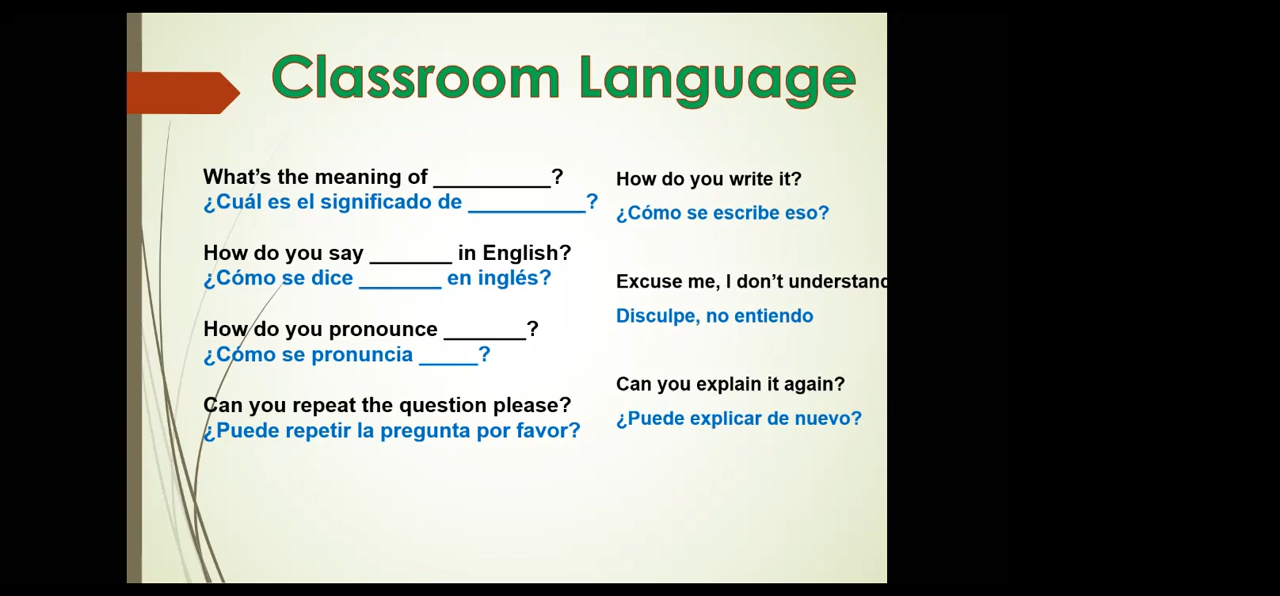 Classroom Language
What’s the meaning of __________?
¿Cuál es el significado de __________?
How do you say _______ in English?
¿Cómo se dice _______ en inglés?
How do you pronounce _______?
¿Cómo se pronuncia _____?
Can you repeat the question please?
¿Puede repetir la pregunta por favor?
How do you write it?
¿Cómo se escribe eso?
Excuse me, I don’t understand
Disculpe, no entiendo
Can you explain it again?
¿Puede explicar de nuevo?